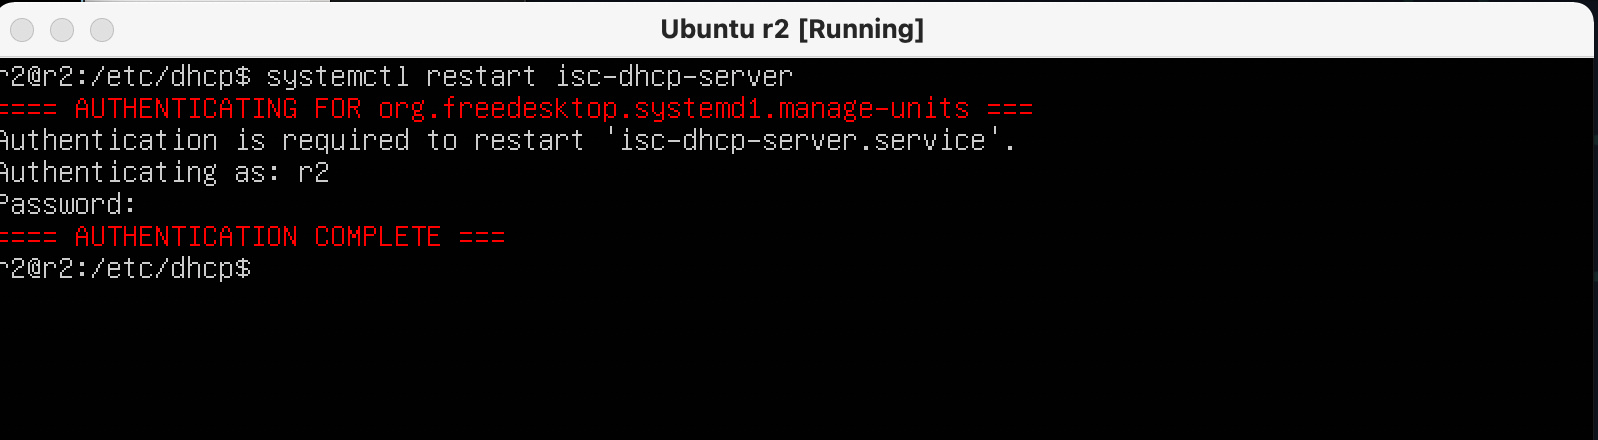 Ubuntu r2 [Running]
r2@r2:/etc/dhcp$ systemctl restart isc-dhcp-server
==== AUTHENTICATING FOR org.freedesktop.systemd1.manage-units ===
Authentication is required to restart 'isc-dhcp-server.service'.
Authenticating as: r2
Password:
==== AUTHENTICATION COMPLETE ===
r2@r2:/etc/dhcp$